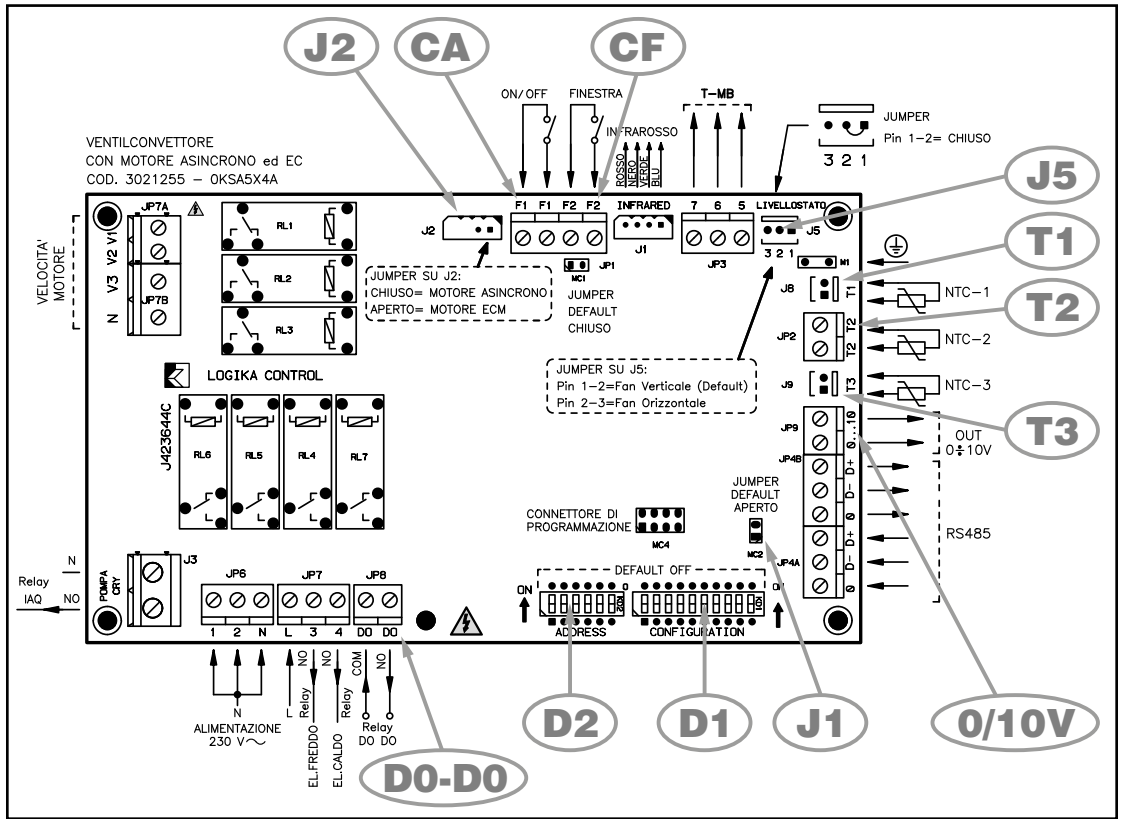 J2
CA
CF
ON/OFF
FINESTRA
T-MB
INFRAROSSO
ROSSO
NERO
VERDE
BLU
JUMPER
Pin 1-2= CHIUSO
3 2 1
VENTILCONVETTORE
CON MOTORE ASINCRONO ed EC
COD. 3021255 - 0KSA5X4A
J5
JP7A
V1
V2
V3
N
JP7B
VELOCITA'
MOTORE
RL1
RL2
RL3
J2
F1 F1 F2 F2
INFRARED
J1
7 6 5
JP3
LIVELLOSTATO
J5
3 2 1
MC1
JP1
JUMPER
DEFAULT
CHIUSO
JUMPER SU J2:
CHIUSO= MOTORE ASINCRONO
APERTO= MOTORE ECM
M1
T1
J8
T1
NTC-1
T2
JP2
T2
T2
NTC-2
J9
T3
NTC-3
T3
JUMPER SU J5:
Pin 1-2=Fan Verticale (Default)
Pin 2-3=Fan Orizzontale
LOGIKA CONTROL
J423644C
RL6
RL5
RL4
RL7
JP9
0...10
OUT
0÷10V
JP4B
D+
D-
0
RS485
JP4A
D+
D-
0
JUMPER
DEFAULT
APERTO
MC2
CONNETTORE DI
PROGRAMMAZIONE
MC4
N
Relay
IAQ
NO
POMPA
CRY
J3
JP6
JP7
JP8
1 2 N L 3 4 DO DO
DEFAULT OFF
ON
KD2
KD1
ADDRESS
CONFIGURATION
N
ALIMENTAZIONE
230 V
L
NO
Relay
EL.FREDDO
NO
Relay
EL.CALDO
COM
NO
Relay
DO DO
D2
D1
J1
0/10V
D0-D0